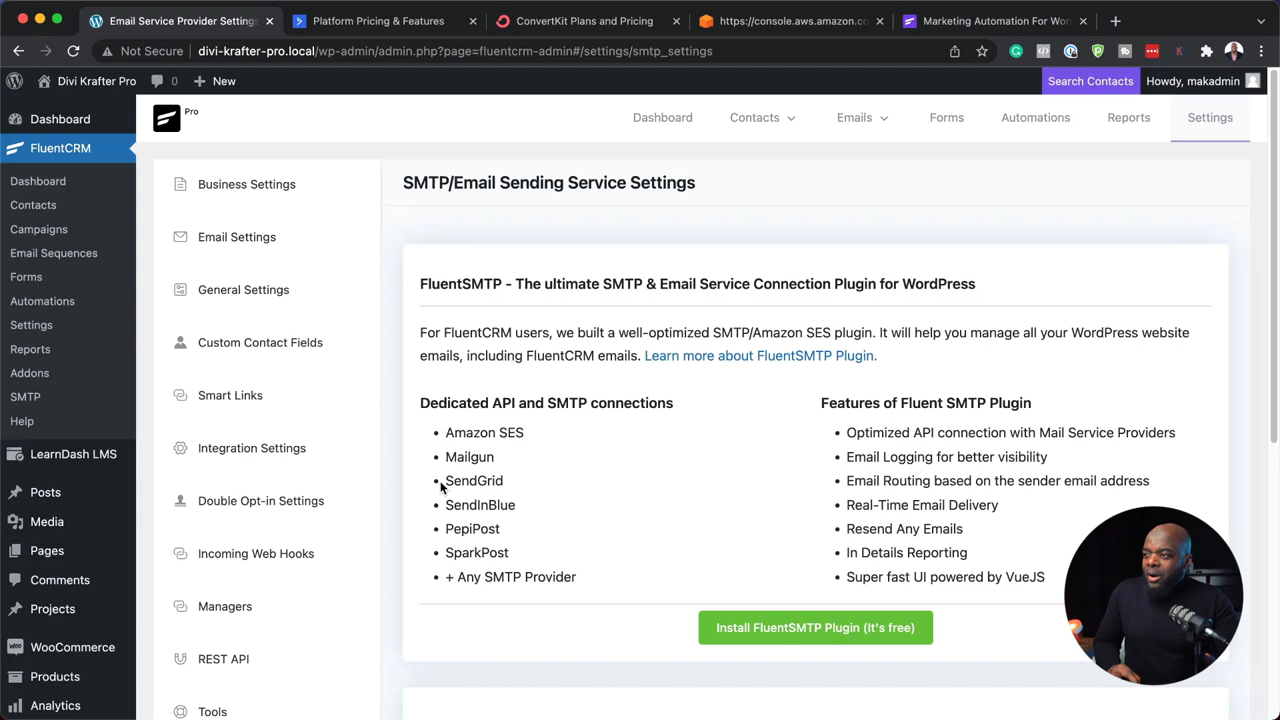 Email Service Provider Settings
Platform Pricing & Features
ConvertKit Plans and Pricing
https://console.aws.amazon.co
Marketing Automation For Wo
Not Secure
divi-krafter-pro.local/wp-admin/admin.php?page=fluentcrm-admin#/settings/smtp_settings
Divi Krafter Pro
0
+ New
Search Contacts
Howdy, makadmin
Dashboard
FluentCRM
Dashboard
Contacts
Campaigns
Email Sequences
Forms
Automations
Settings
Reports
Addons
SMTP
Help
LearnDash LMS
Posts
Media
Pages
Comments
Projects
WooCommerce
Products
Analytics
Pro
Dashboard
Contacts
Emails
Forms
Automations
Reports
Settings
Business Settings
Email Settings
General Settings
Custom Contact Fields
Smart Links
Integration Settings
Double Opt-in Settings
Incoming Web Hooks
Managers
REST API
Tools
SMTP/Email Sending Service Settings
FluentSMTP - The ultimate SMTP & Email Service Connection Plugin for WordPress
For FluentCRM users, we built a well-optimized SMTP/Amazon SES plugin. It will help you manage all your WordPress website
emails, including FluentCRM emails. Learn more about FluentSMTP Plugin.
Dedicated API and SMTP connections
• Amazon SES
• Mailgun
• SendGrid
• SendInBlue
• PepiPost
• SparkPost
• + Any SMTP Provider
Features of Fluent SMTP Plugin
• Optimized API connection with Mail Service Providers
• Email Logging for better visibility
• Email Routing based on the sender email address
• Real-Time Email Delivery
• Resend Any Emails
• In Details Reporting
• Super fast UI powered by VueJS
Install FluentSMTP Plugin (It's free)